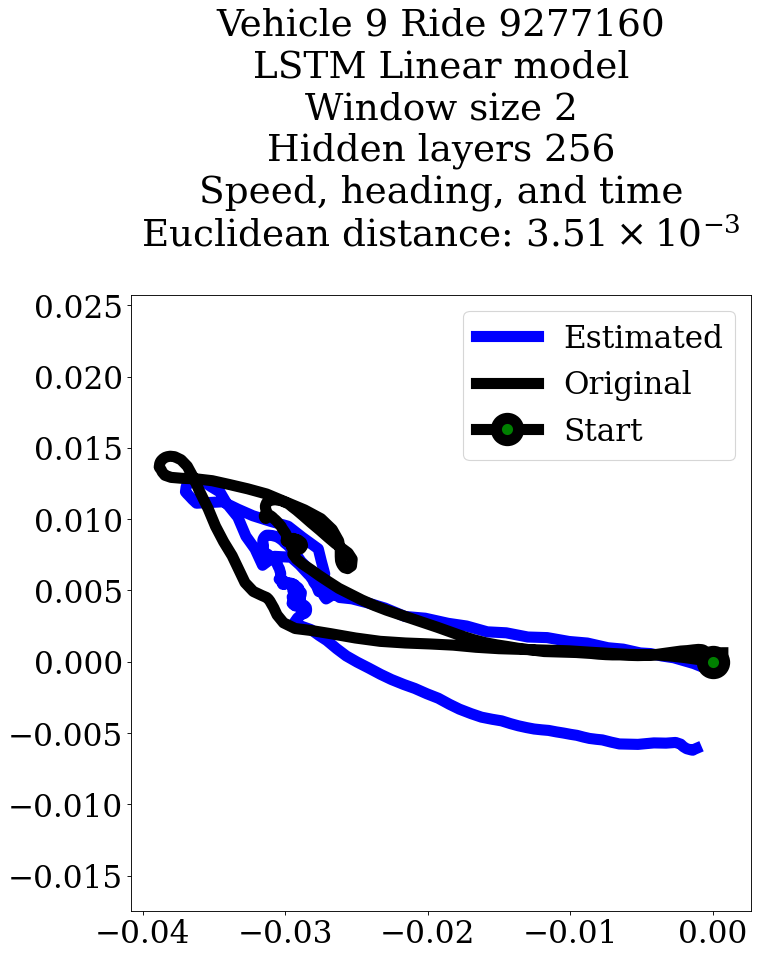 Vehicle 9 Ride 9277160
LSTM Linear model
Window size 2
Hidden layers 256
Speed, heading, and time
Euclidean distance: 3.51 × 10⁻³
0.025
0.020
0.015
0.010
0.005
0.000
−0.005
−0.010
−0.015
Estimated
Original
Start
−0.04 −0.03 −0.02 −0.01 0.00